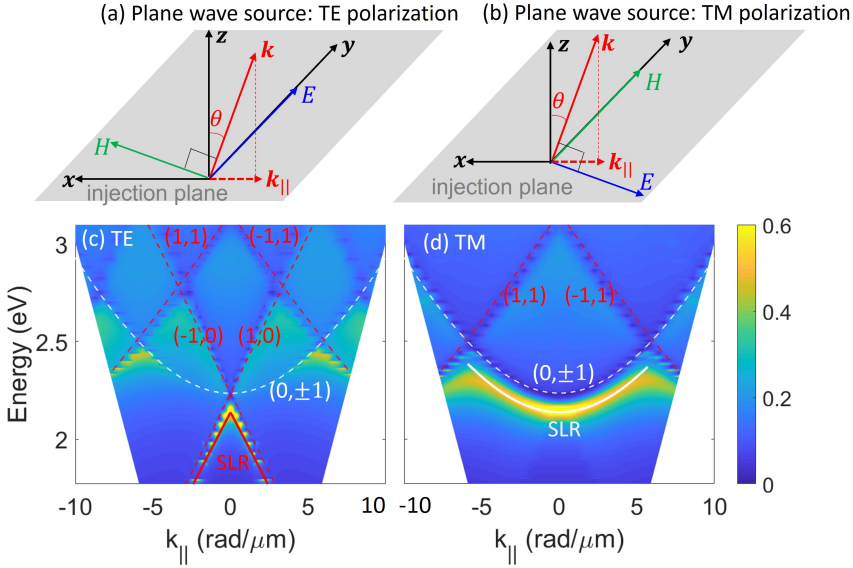 (a) Plane wave source: TE polarization
(b) Plane wave source: TM polarization
z
k
y
E
θ
H
x
k||
injection plane
z
k
y
H
θ
x
k||
E
injection plane
(c) TE
(1,1)
(-1,1)
(-1,0)
(1,0)
(0,±1)
SLR
(d) TM
(1,1)
(-1,1)
(0,±1)
SLR
Energy (eV)
3
2.5
2
-10
-5
0
5
10
k|| (rad/μm)
-10
-5
0
5
10
k|| (rad/μm)
0.6
0.4
0.2
0